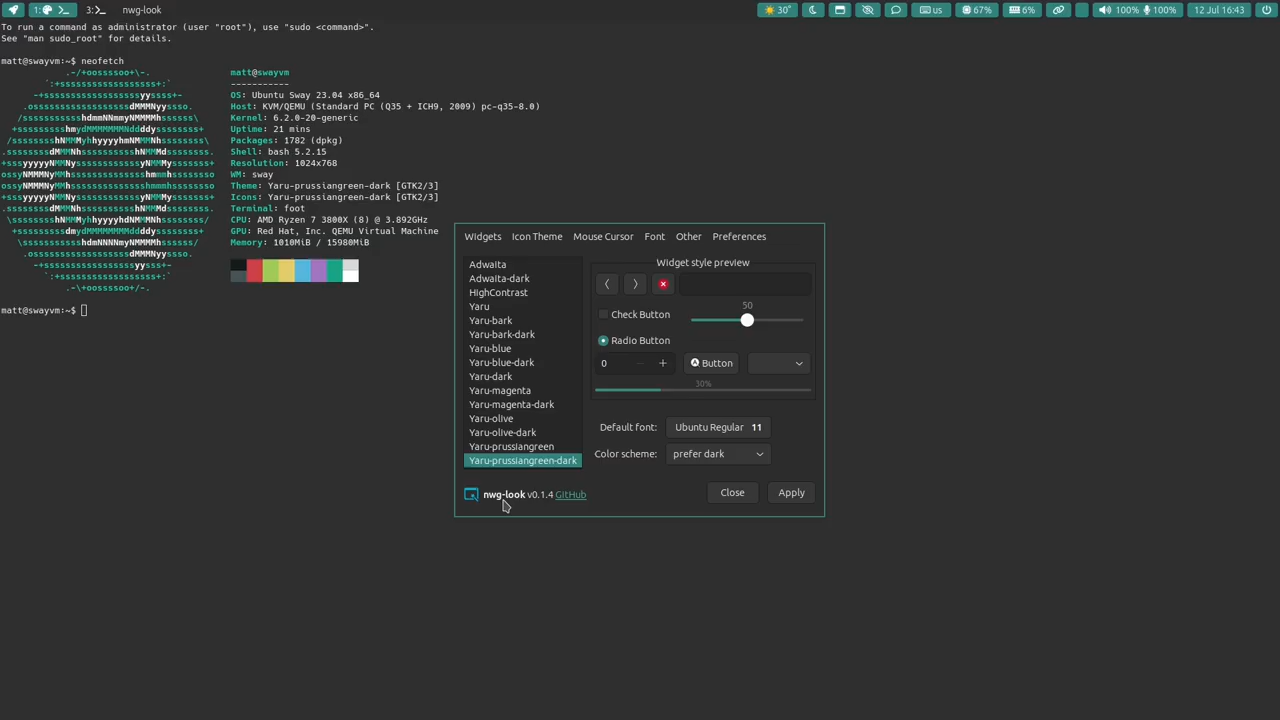 1: 3: nwg-look 30° us 67% 6% 100% 100% 12 Jul 16:43
To run a command as administrator (user "root"), use "sudo <command>".
See "man sudo_root" for details.
matt@swayvm:~$ neofetch
matt@swayvm
-----------
OS: Ubuntu Sway 23.04 x86_64
Host: KVM/QEMU (Standard PC (Q35 + ICH9, 2009) pc-q35-8.0)
Kernel: 6.2.0-20-generic
Uptime: 21 mins
Packages: 1782 (dpkg)
Shell: bash 5.2.15
Resolution: 1024x768
WM: sway
Theme: Yaru-prussiangreen-dark [GTK2/3]
Icons: Yaru-prussiangreen-dark [GTK2/3]
Terminal: foot
CPU: AMD Ryzen 7 3800X (8) @ 3.892GHz
GPU: Red Hat, Inc. QEMU Virtual Machine
Memory: 1010MiB / 15980MiB
matt@swayvm:~$
Widgets Icon Theme Mouse Cursor Font Other Preferences
Adwaita
Adwaita-dark
HighContrast
Yaru
Yaru-bark
Yaru-bark-dark
Yaru-blue
Yaru-blue-dark
Yaru-dark
Yaru-magenta
Yaru-magenta-dark
Yaru-olive
Yaru-olive-dark
Yaru-prussiangreen
Yaru-prussiangreen-dark
Widget style preview
50
Check Button
Radio Button
0 Button
30%
Default font: Ubuntu Regular 11
Color scheme: prefer dark
nwg-look v0.1.4 GitHub
Close Apply